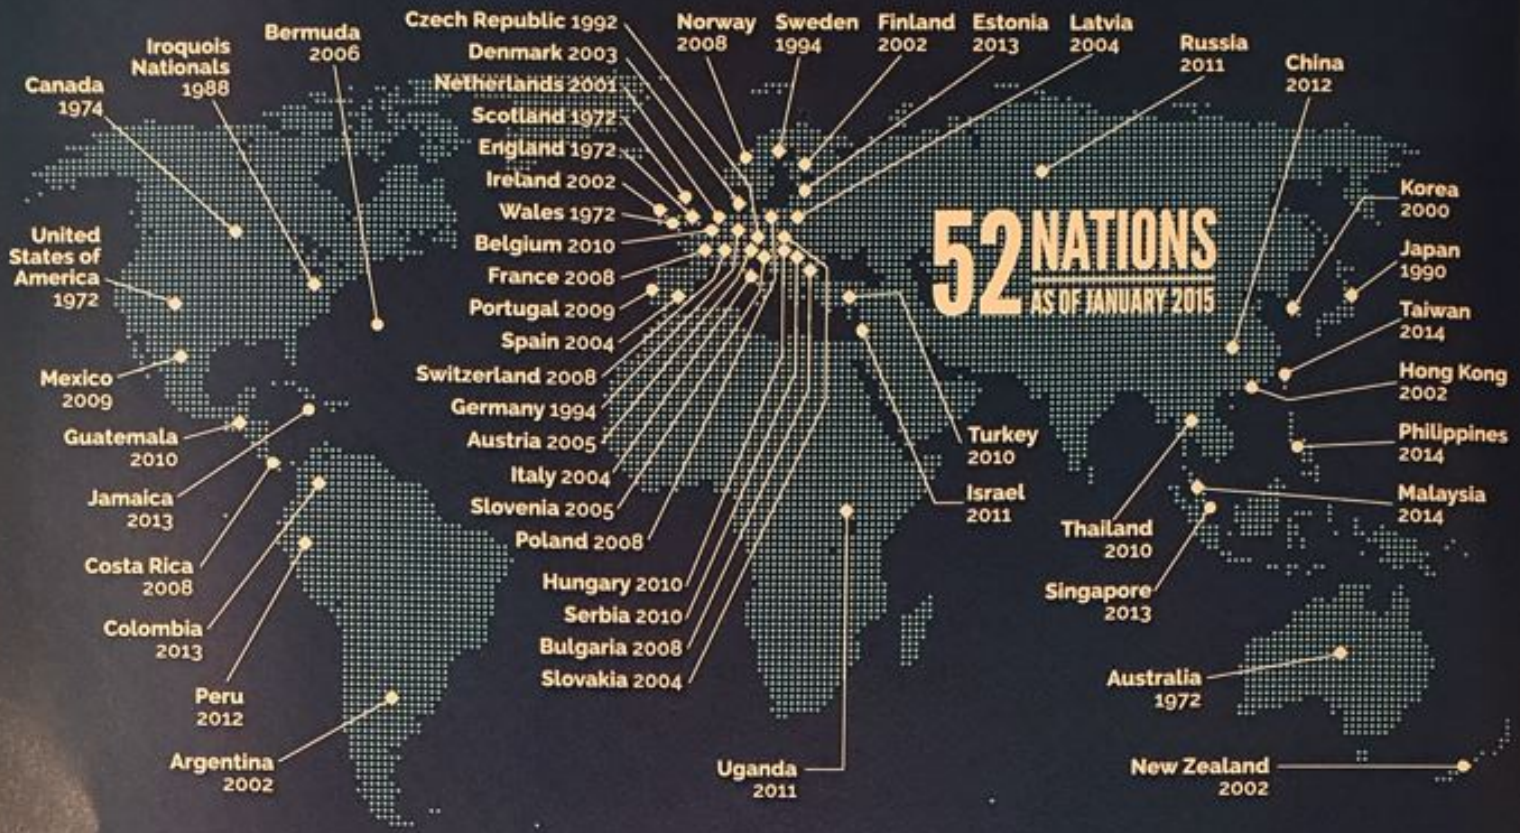 Canada
1974
Iroquois
Nationals
1988
Bermuda
2006
United
States of
America
1972
Mexico
2009
Guatemala
2010
Jamaica
2013
Costa Rica
2008
Colombia
2013
Peru
2012
Argentina
2002
Czech Republic 1992
Denmark 2003
Netherlands 2001
Scotland 1972
England 1972
Ireland 2002
Wales 1972
Belgium 2010
France 2008
Portugal 2009
Spain 2004
Switzerland 2008
Germany 1994
Austria 2005
Italy 2004
Slovenia 2005
Poland 2008
Hungary 2010
Serbia 2010
Bulgaria 2008
Slovakia 2004
Uganda
2011
Norway
2008
Sweden
1994
Finland
2002
Estonia
2013
Latvia
2004
Russia
2011
China
2012
52 NATIONS
AS OF JANUARY 2015
Turkey
2010
Israel
2011
Korea
2000
Japan
1990
Taiwan
2014
Hong Kong
2002
Philippines
2014
Malaysia
2014
Thailand
2010
Singapore
2013
Australia
1972
New Zealand
2002